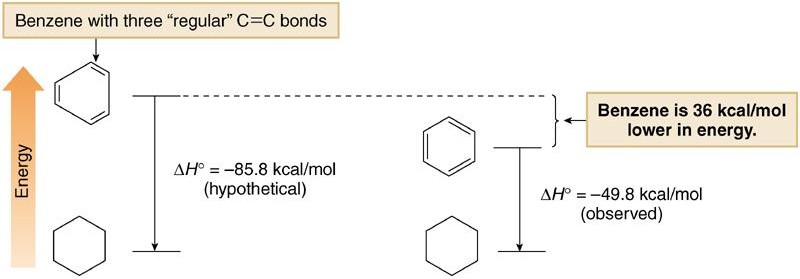 Benzene with three “regular” C=C bonds
Energy
ΔH° = –85.8 kcal/mol
(hypothetical)
Benzene is 36 kcal/mol
lower in energy.
ΔH° = –49.8 kcal/mol
(observed)